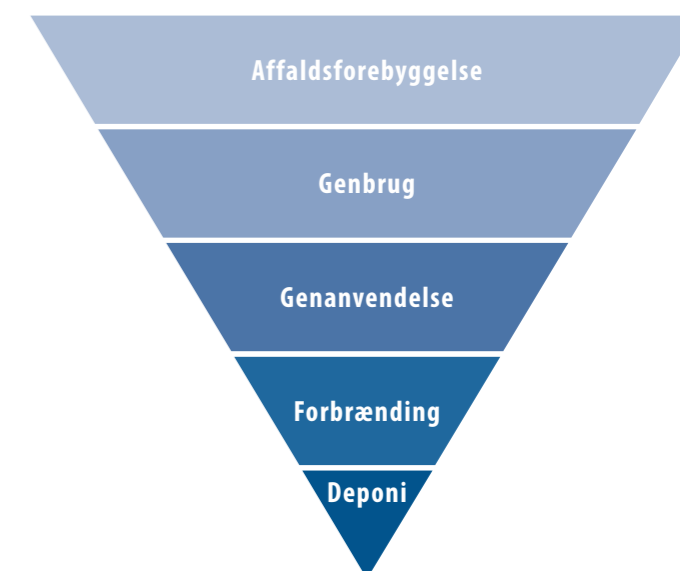 Affaldsforebyggelse
Genbrug
Genanvendelse
Forbrænding
Deponi